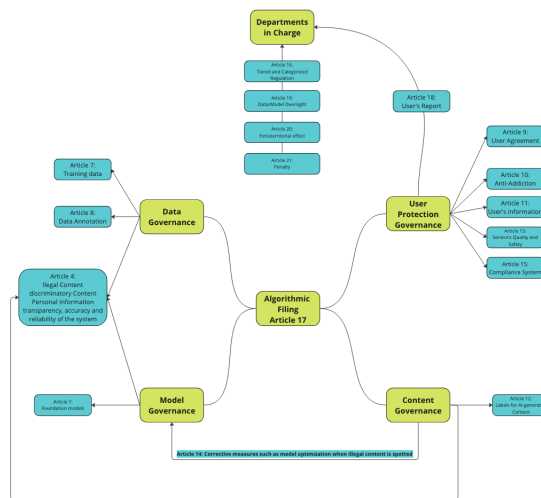 Departments
in Charge
Article 16:
Tiered and Categorized
Regulation
Article 19:
Data/Model Oversight
Article 20:
Extraterritorial effect
Article 21:
Penalty
Article 18:
User's Report
Article 9:
User Agreement
Article 10:
Anti-Addiction
Article 11:
User's information
Article 13:
Service's Quality and
Safety
Article 15:
Compliance System
Article 7:
Training data
Article 8:
Data Annotation
Data
Governance
User
Protection
Governance
Article 4:
Ilegal Content
discriminatory Content
Personal Information
transparency, accuracy and
reliability of the system
Algorithmic
Filing
Article 17
Article 7:
Foundation models
Model
Governance
Content
Governance
Article 12:
Labels for AI-generated
Content
Article 14: Corrective measures such as model optimization when illegal content is spotted